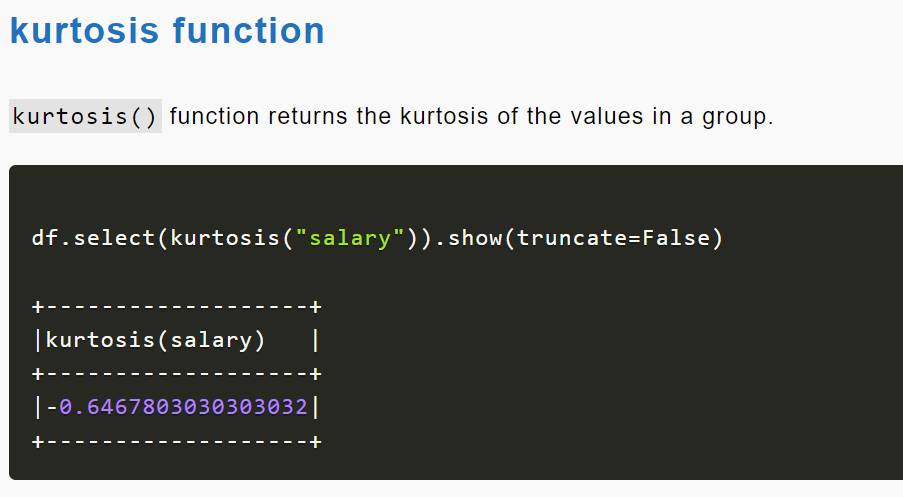 kurtosis function
kurtosis() function returns the kurtosis of the values in a group.
df.select(kurtosis("salary")).show(truncate=False)
+-------------------+
|kurtosis(salary)   |
+-------------------+
|-0.6467803030303032|
+-------------------+